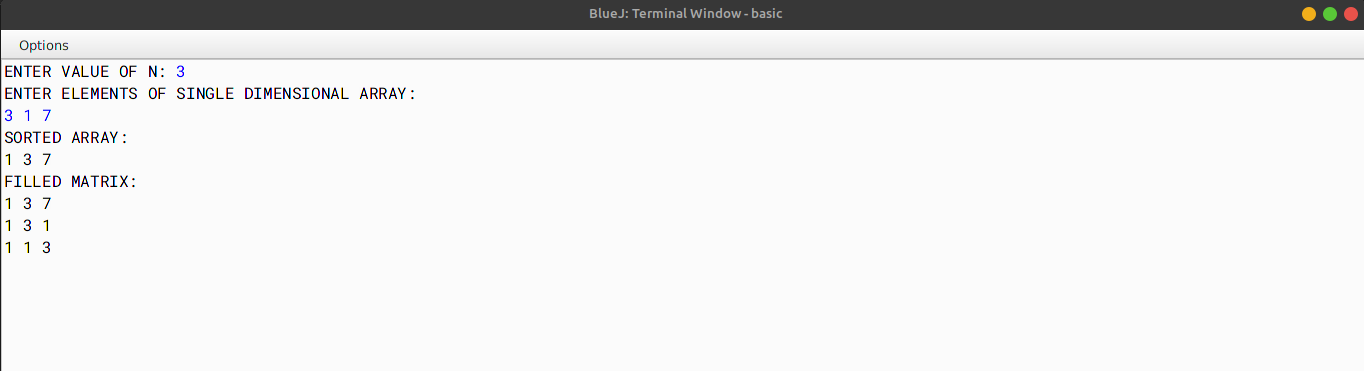 BlueJ: Terminal Window - basic
Options
ENTER VALUE OF N: 3
ENTER ELEMENTS OF SINGLE DIMENSIONAL ARRAY:
3 1 7
SORTED ARRAY:
1 3 7
FILLED MATRIX:
1 3 7
1 3 1
1 1 3